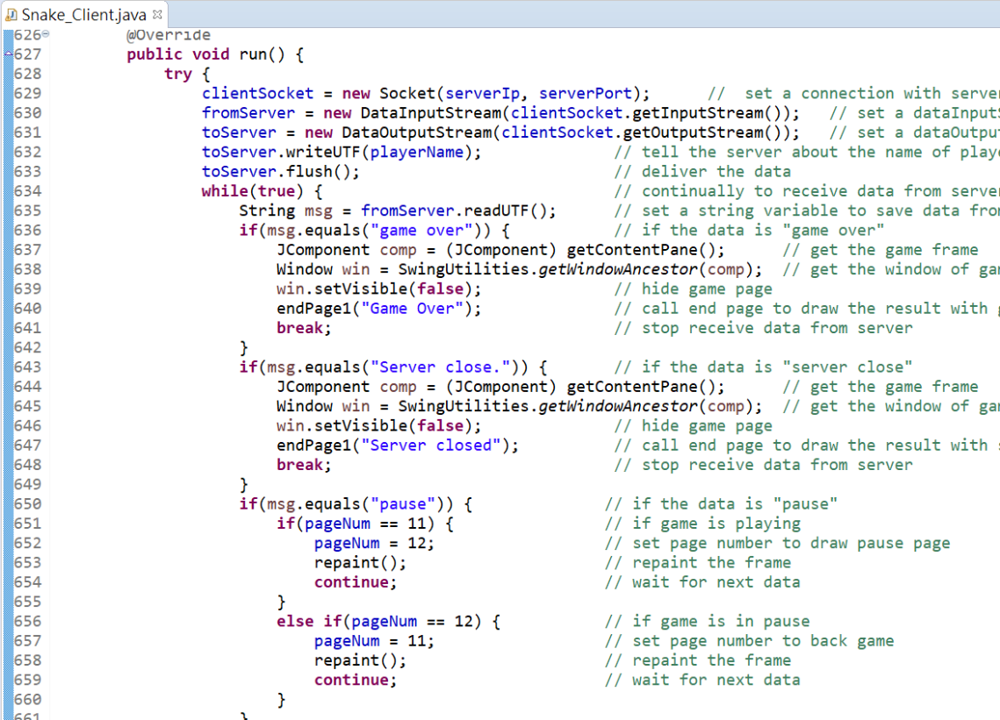 Snake_Client.java
626 @Override
627 public void run() {
628 try {
629 clientSocket = new Socket(serverIp, serverPort); // set a connection with server
630 fromServer = new DataInputStream(clientSocket.getInputStream()); // set a dataInputS
631 toServer = new DataOutputStream(clientSocket.getOutputStream()); // set a dataOutput
632 toServer.writeUTF(playerName); // tell the server about the name of playe
633 toServer.flush(); // deliver the data
634 while(true) { // continually to receive data from server
635 String msg = fromServer.readUTF(); // set a string variable to save data from
636 if(msg.equals("game over")) { // if the data is "game over"
637 JComponent comp = (JComponent) getContentPane(); // get the game frame
638 Window win = SwingUtilities.getWindowAncestor(comp); // get the window of gam
639 win.setVisible(false); // hide game page
640 endPage1("Game Over"); // call end page to draw the result with g
641 break; // stop receive data from server
642 }
643 if(msg.equals("Server close.")) { // if the data is "server close"
644 JComponent comp = (JComponent) getContentPane(); // get the game frame
645 Window win = SwingUtilities.getWindowAncestor(comp); // get the window of gam
646 win.setVisible(false); // hide game page
647 endPage1("Server closed"); // call end page to draw the result with s
648 break; // stop receive data from server
649 }
650 if(msg.equals("pause")) { // if the data is "pause"
651 if(pageNum == 11) { // if game is playing
652 pageNum = 12; // set page number to draw pause page
653 repaint(); // repaint the frame
654 continue; // wait for next data
655 }
656 else if(pageNum == 12) { // if game is in pause
657 pageNum = 11; // set page number to back game
658 repaint(); // repaint the frame
659 continue; // wait for next data
660 }
661 }